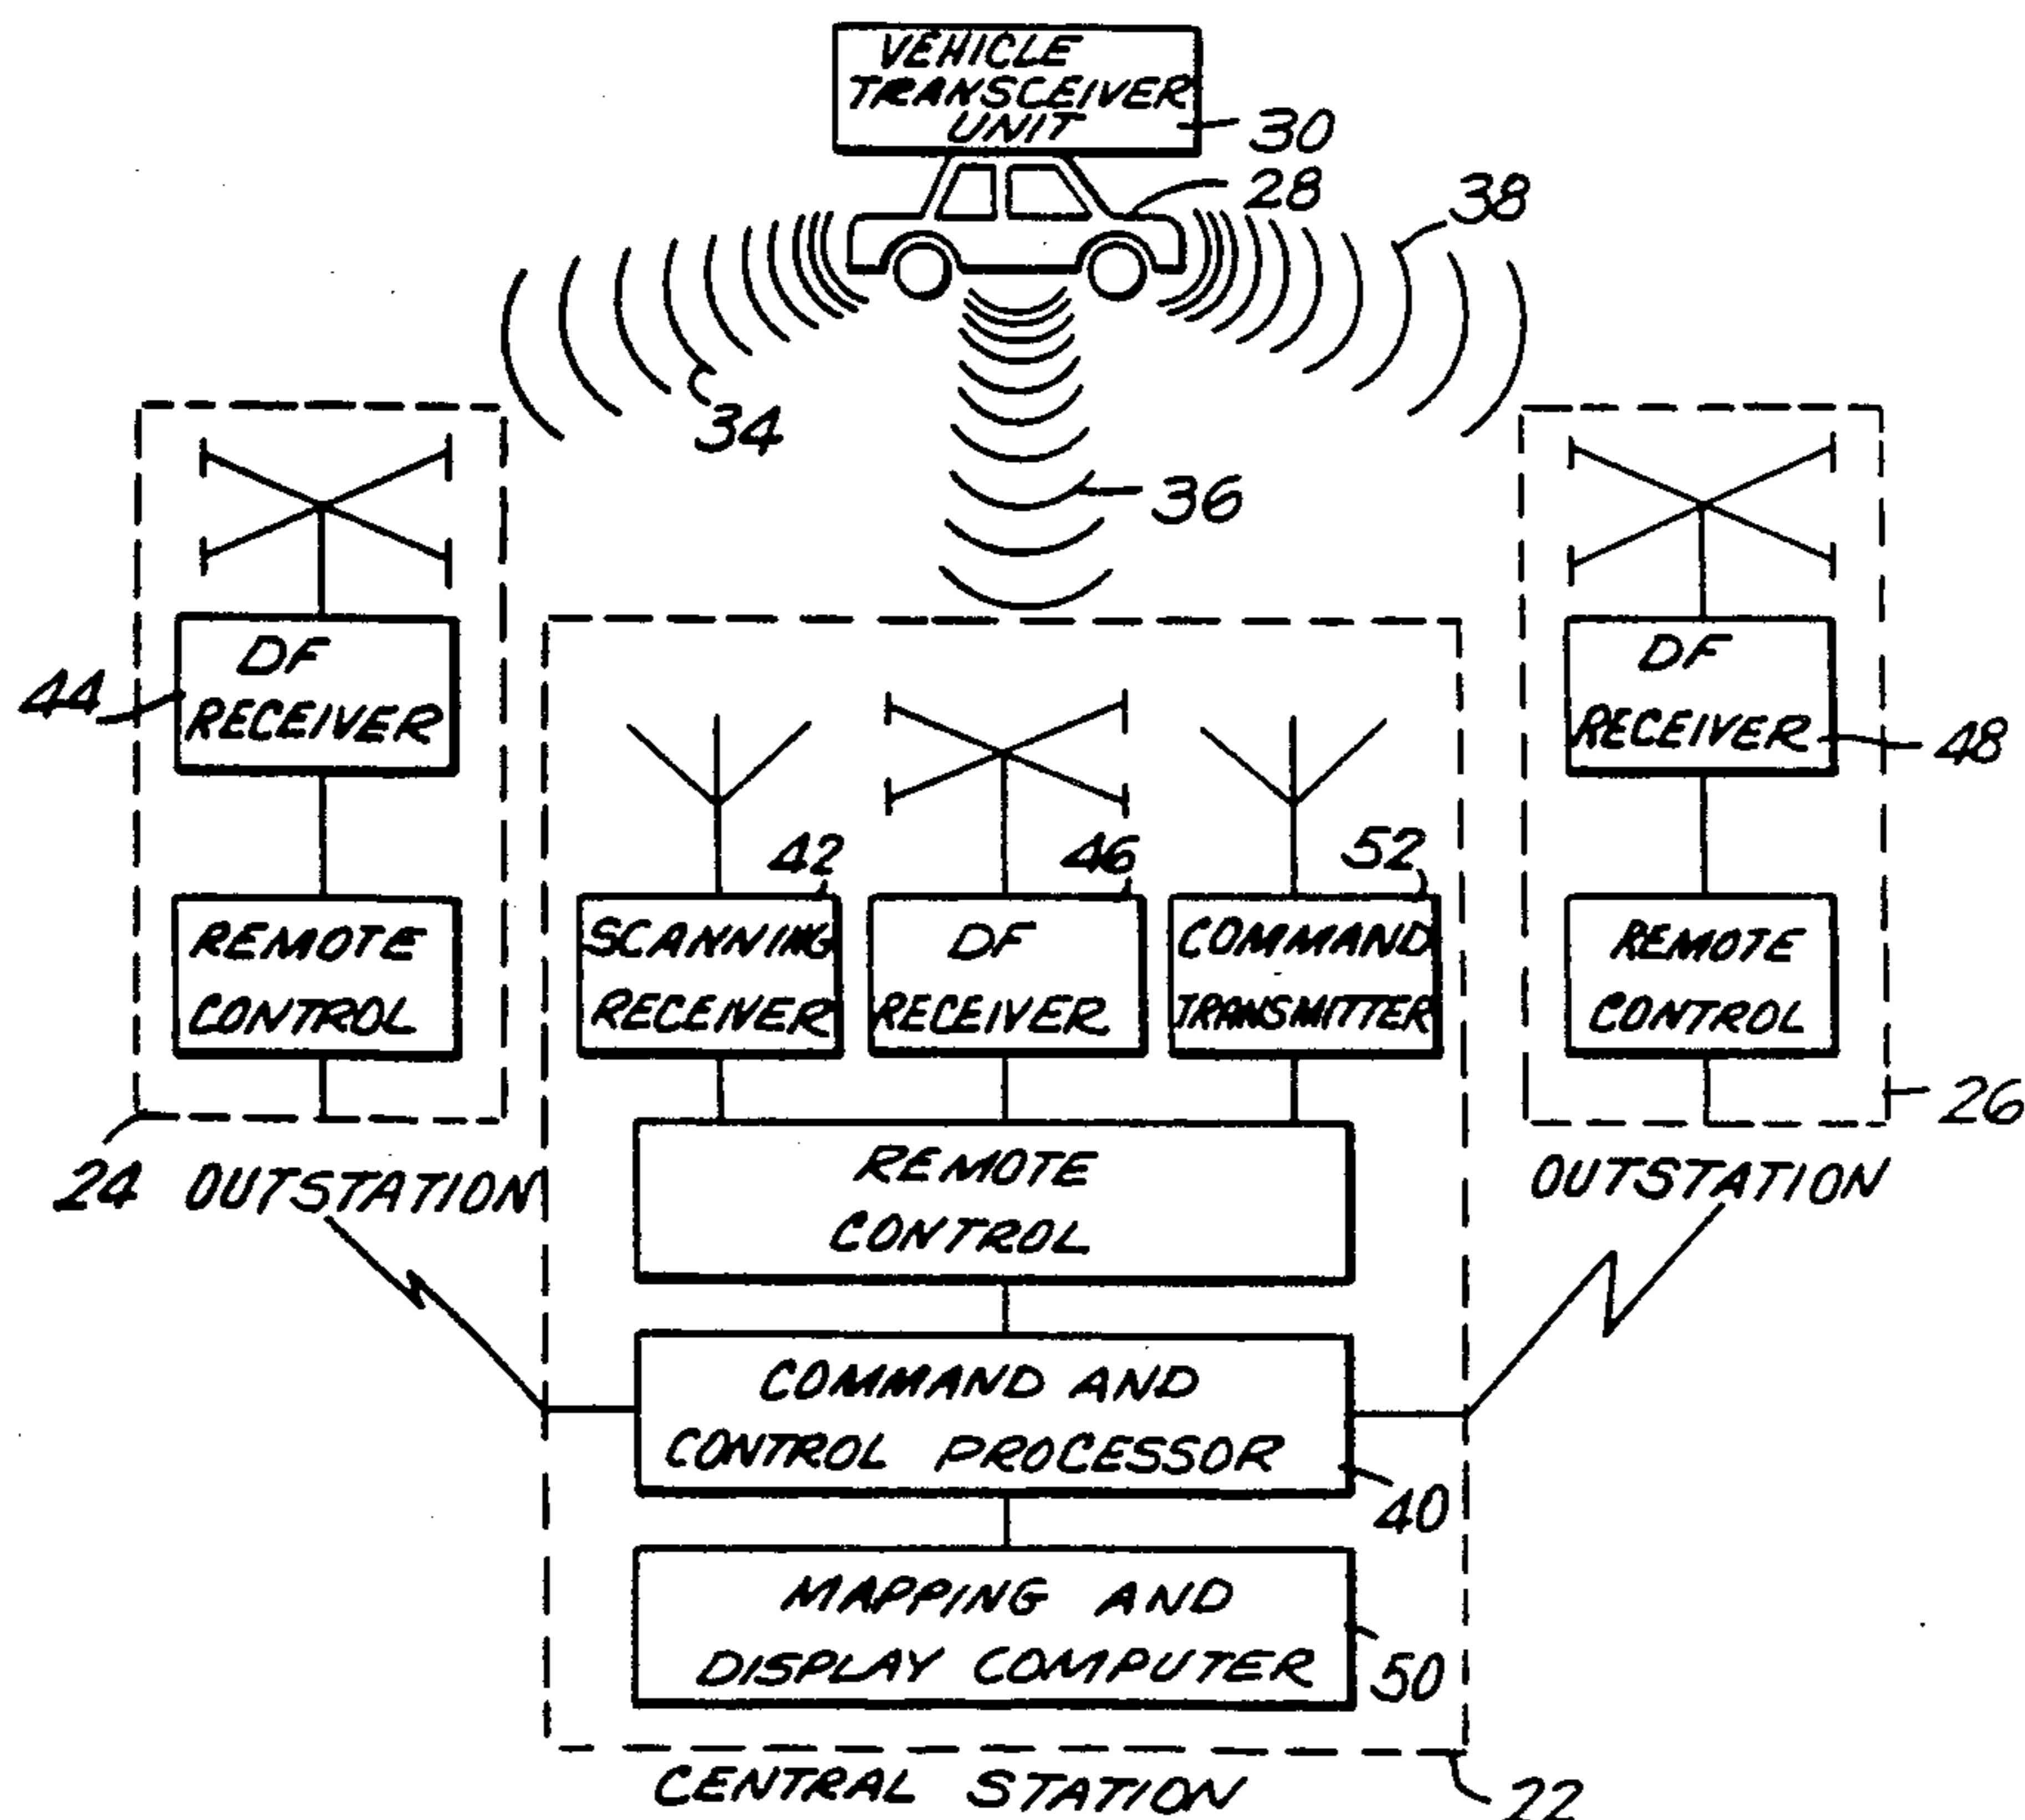 VEHICLE
TRANSCEIVER
UNIT
30
28
38
34
36
DF
RECEIVER
44
DF
RECEIVER
48
42
46
52
REMOTE
CONTROL
SCANNING
RECEIVER
DF
RECEIVER
COMMAND
TRANSMITTER
REMOTE
CONTROL
26
24 OUTSTATION
OUTSTATION
REMOTE
CONTROL
COMMAND AND
CONTROL PROCESSOR
40
MAPPING AND
DISPLAY COMPUTER
50
CENTRAL STATION
22